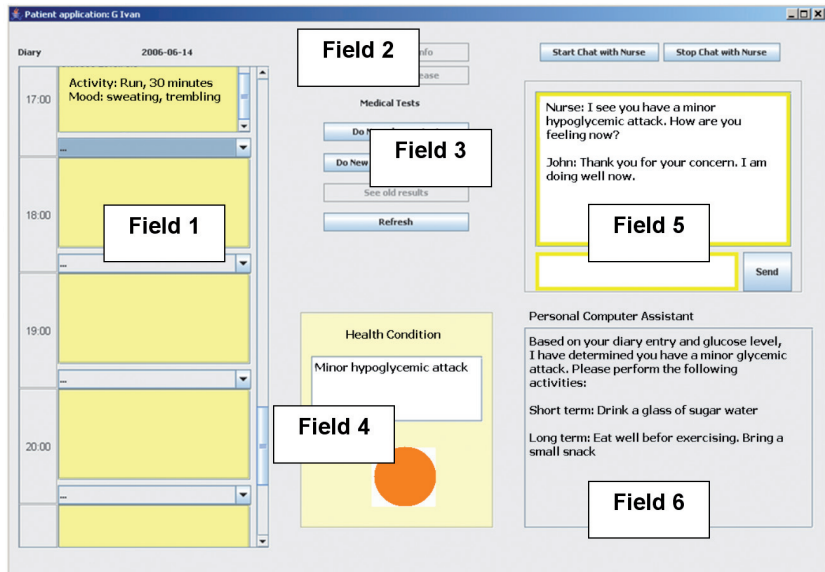 Patient application: G Ivan
Diary
2006-06-14
17:00
Activity: Run, 30 minutes
Mood: sweating, trembling
...
18:00
Field 1
...
19:00
...
20:00
...
Field 2
Medical Tests
Do New
Field 3
Do New
See old results
Refresh
Health Condition
Minor hypoglycemic attack
Field 4
Start Chat with Nurse
Stop Chat with Nurse
Nurse: I see you have a minor
hypoglycemic attack. How are you
feeling now?
John: Thank you for your concern. I am
doing well now.
Field 5
Send
Personal Computer Assistant
Based on your diary entry and glucose level,
I have determined you have a minor glycemic
attack. Please perform the following
activities:
Short term: Drink a glass of sugar water
Long term: Eat well befor exercising. Bring a
small snack
Field 6